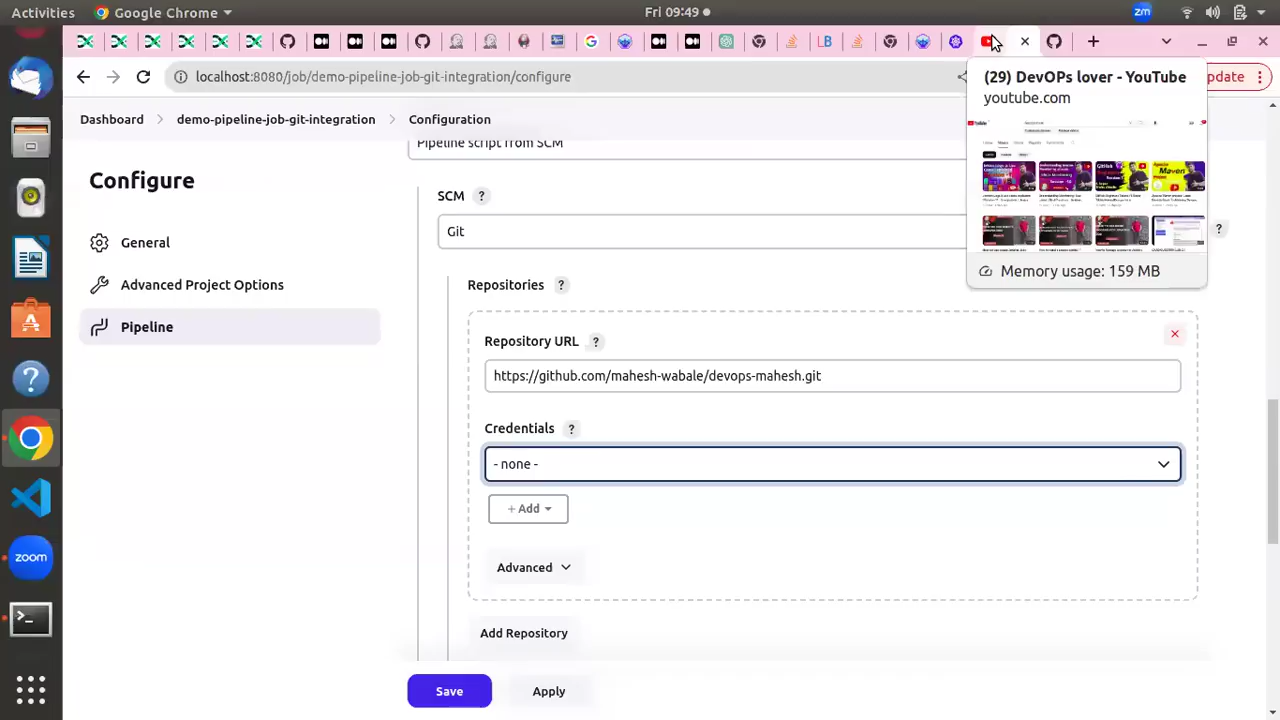 Activities Google Chrome Fri 09:49 zm
localhost:8080/job/demo-pipeline-job-git-integration/configure
pdate
(29) DevOPs lover - YouTube
youtube.com
Memory usage: 159 MB
Dashboard demo-pipeline-job-git-integration Configuration
Configure
General
Advanced Project Options
Pipeline
Pipeline script from SCM
SCM ?
Git
?
Repositories ?
Repository URL ?
https://github.com/mahesh-wabale/devops-mahesh.git
Credentials ?
- none -
+ Add
Advanced
Add Repository
Save Apply
zoom